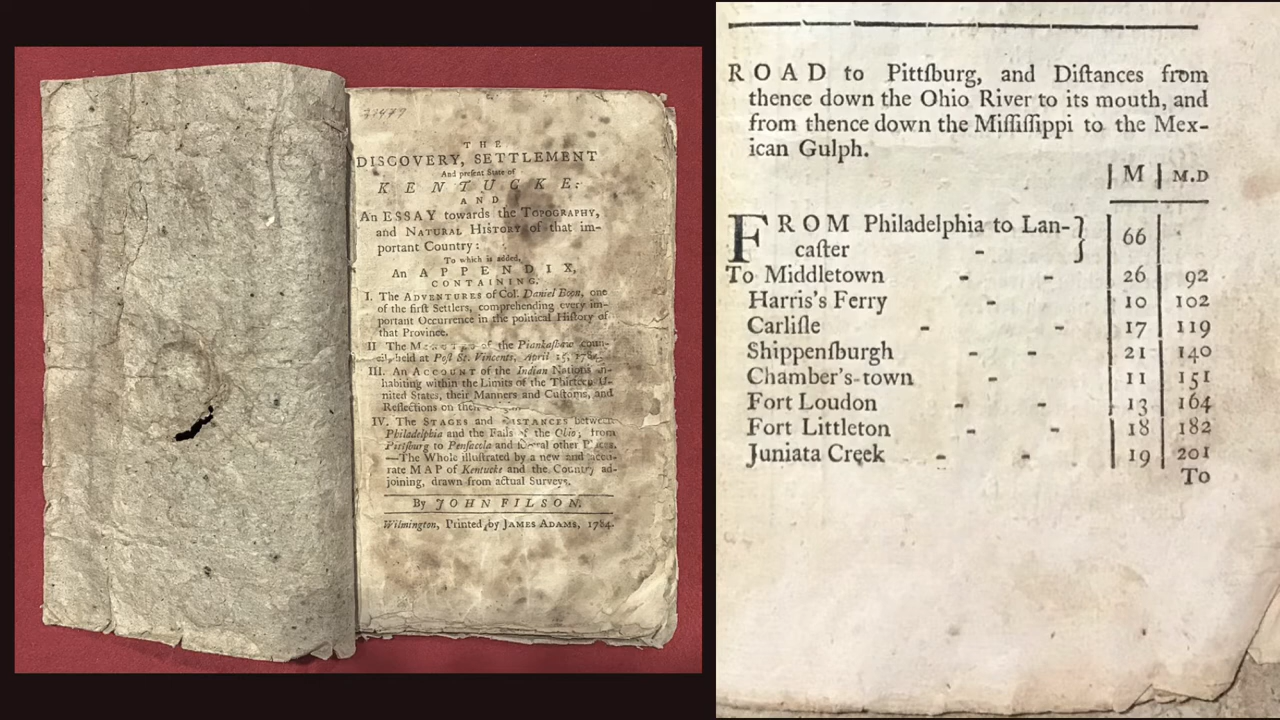 THE
DISCOVERY, SETTLEMENT
And preſent State of
KENTUCKE:
AND
An ESSAY towards the TOPOGRAPHY,
and NATURAL HISTORY of that im-
portant Country:
To which is added,
An APPENDIX,
CONTAINING.
I. The ADVENTURES of Col. Daniel Boon, one
of the firſt Settlers, comprehending every im-
portant Occurrence in the political Hiſtory of
that Province.
II The of the Piankaſhaw coun-
cil, held at Poſt St. Vincents, April 15, 1784.
III. An ACCOUNT of the Indian Nations in-
habiting within the Limits of the Thirteen U-
nited States, their Manners and Cuſtoms, and
Reflections on their
IV. The STAGES and DISTANCES between
Philadelphia and the Falls of the Ohio; from
Pittſburg to Penſacola and ſeveral other Places.
—The Whole illuſtrated by a new and accu-
rate MAP of Kentucke and the Country ad-
joining, drawn from actual Surveys.
By JOHN FILSON.
Wilmington, Printed by JAMES ADAMS, 1784.
ROAD to Pittſburg, and Diſtances from
thence down the Ohio River to its mouth, and
from thence down the Miſſiſſippi to the Mex-
ican Gulph.
| M | M.D
FROM Philadelphia to Lan-
caſter - } 66
To Middletown - - 26 92
Harris's Ferry - 10 102
Carliſle - - 17 119
Shippenſburgh - - 21 140
Chamber's-town - 11 151
Fort Loudon - - 13 164
Fort Littleton - - 18 182
Juniata Creek - - 19 201
To